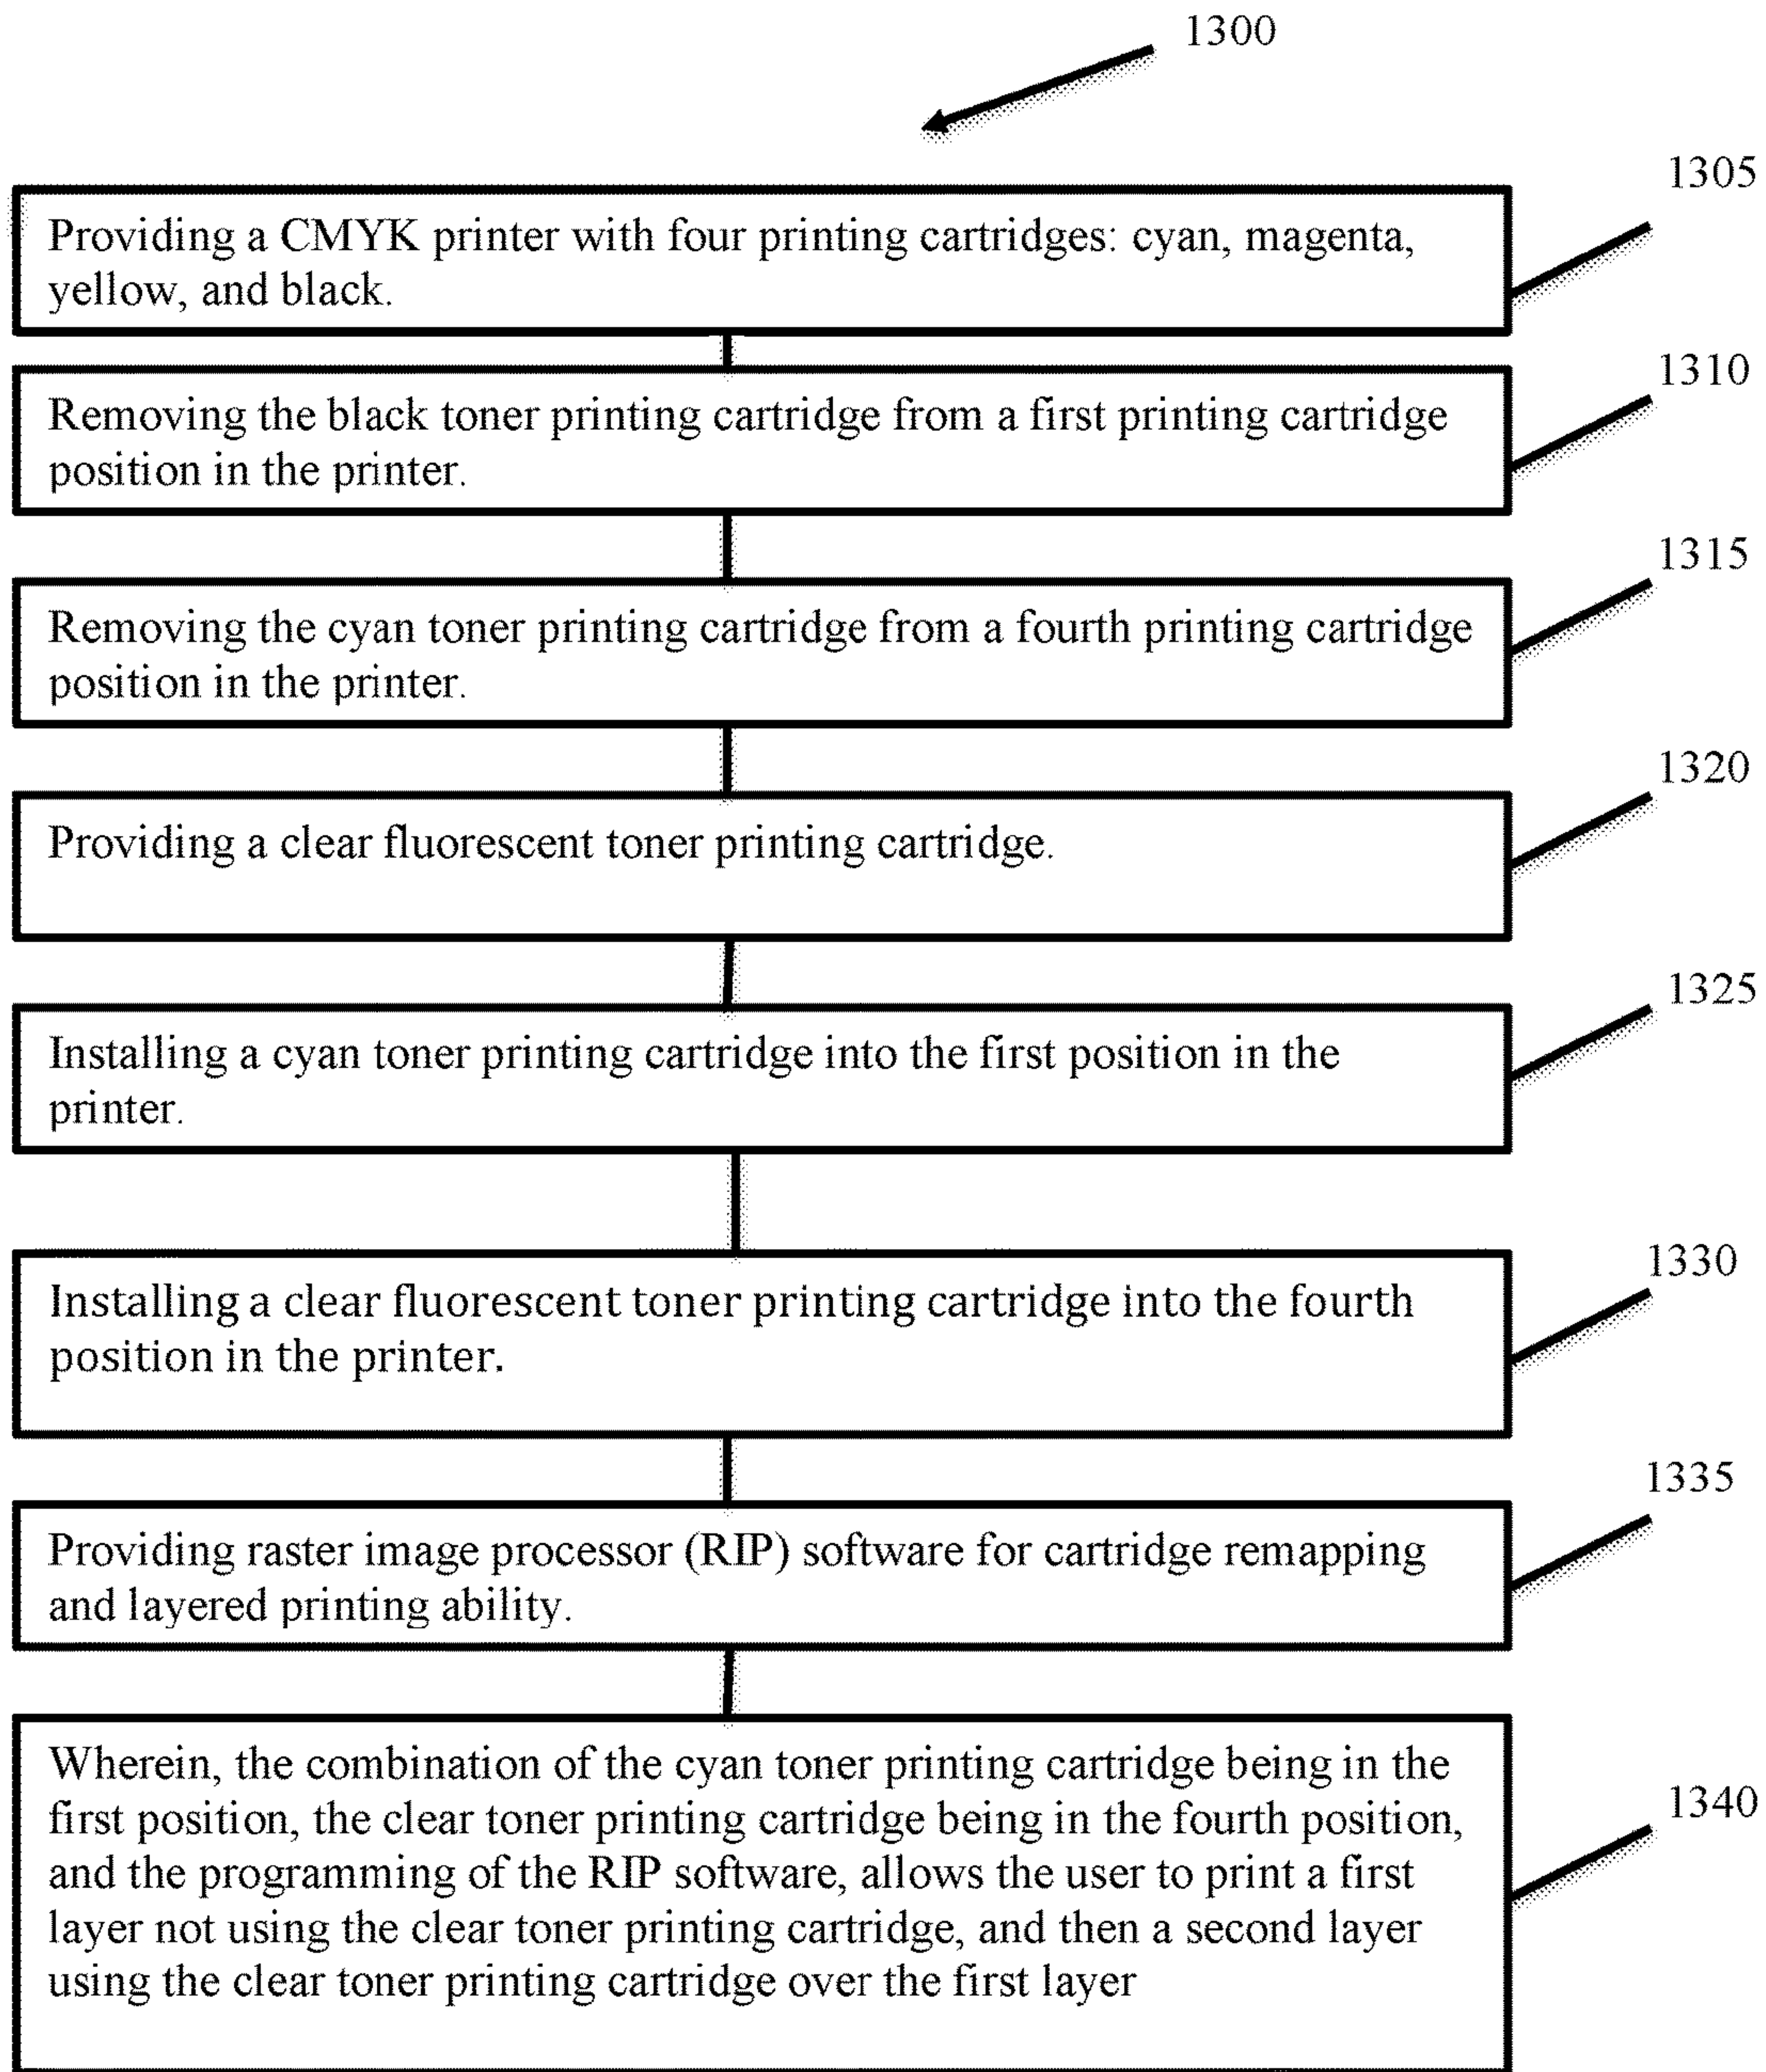 1300
1305
Providing a CMYK printer with four printing cartridges: cyan, magenta,
yellow, and black.
1310
Removing the black toner printing cartridge from a first printing cartridge
position in the printer.
1315
Removing the cyan toner printing cartridge from a fourth printing cartridge
position in the printer.
1320
Providing a clear fluorescent toner printing cartridge.
1325
Installing a cyan toner printing cartridge into the first position in the
printer.
1330
Installing a clear fluorescent toner printing cartridge into the fourth
position in the printer.
1335
Providing raster image processor (RIP) software for cartridge remapping
and layered printing ability.
1340
Wherein, the combination of the cyan toner printing cartridge being in the
first position, the clear toner printing cartridge being in the fourth position,
and the programming of the RIP software, allows the user to print a first
layer not using the clear toner printing cartridge, and then a second layer
using the clear toner printing cartridge over the first layer